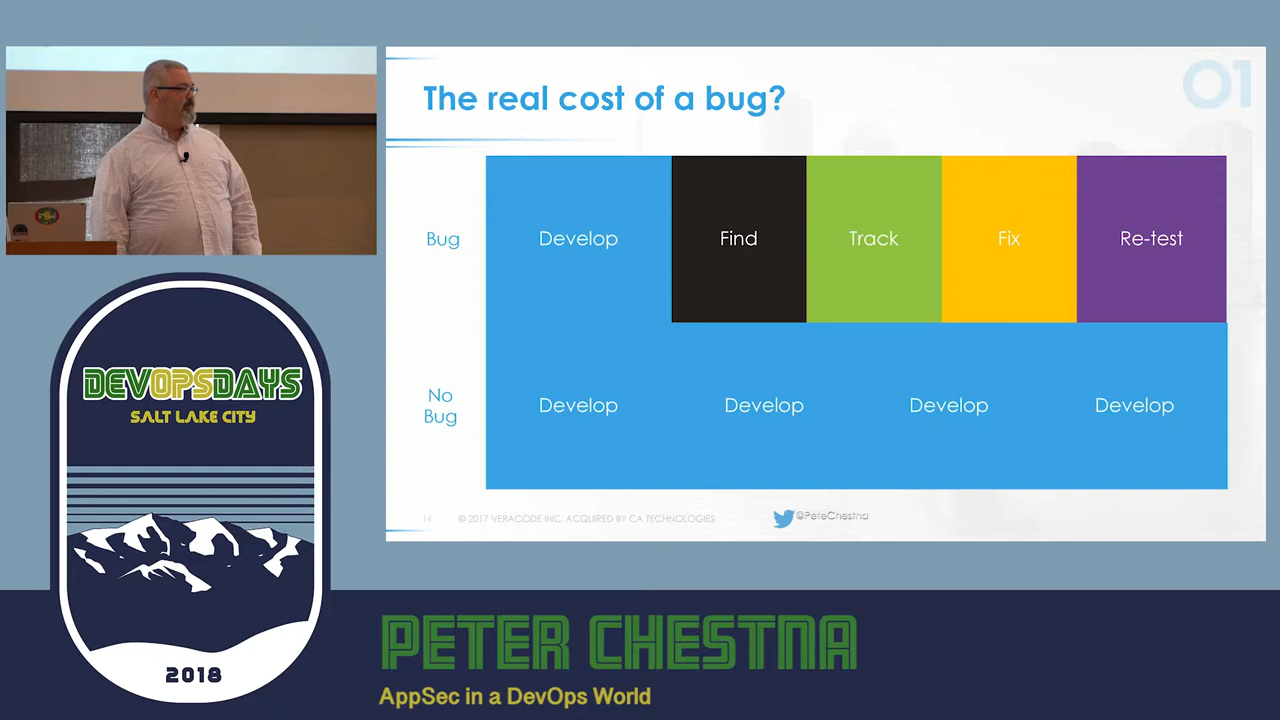 The real cost of a bug?
01
Bug
Develop
Find
Track
Fix
Re-test
No
Bug
Develop
Develop
Develop
Develop
14
© 2017 VERACODE INC. ACQUIRED BY CA TECHNOLOGIES
@PeteChestna
DEVOPSDAYS
SALT LAKE CITY
2018
PETER CHESTNA
AppSec in a DevOps World